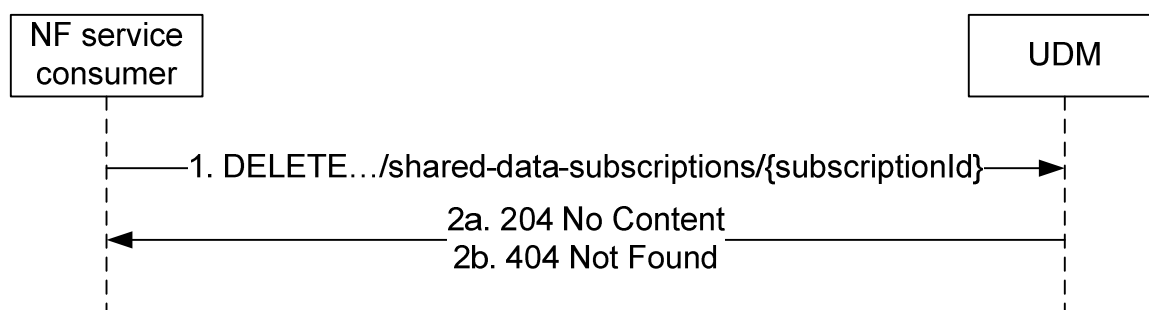 NF service
consumer
UDM
1. DELETE…/shared-data-subscriptions/{subscriptionId}
2a. 204 No Content
2b. 404 Not Found